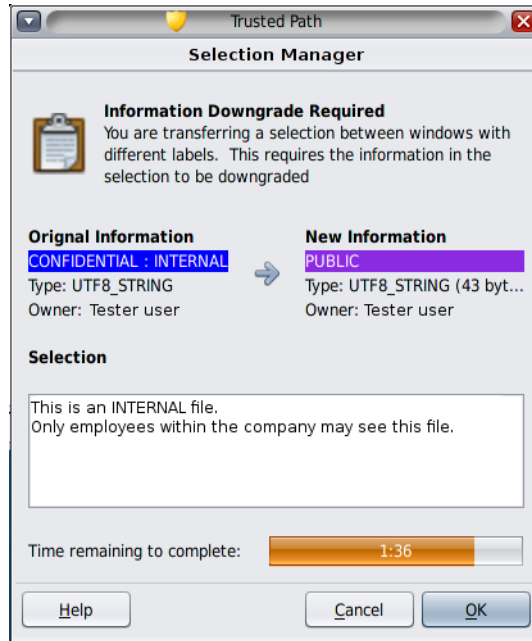 Trusted Path
Selection Manager
Information Downgrade Required
You are transferring a selection between windows with
different labels.  This requires the information in the
selection to be downgraded
Orignal Information
New Information
CONFIDENTIAL : INTERNAL
PUBLIC
Type: UTF8_STRING
Type: UTF8_STRING (43 byt...
Owner: Tester user
Owner: Tester user
Selection
This is an INTERNAL file.
Only employees within the company may see this file.
Time remaining to complete:
1:36
Help
Cancel
OK